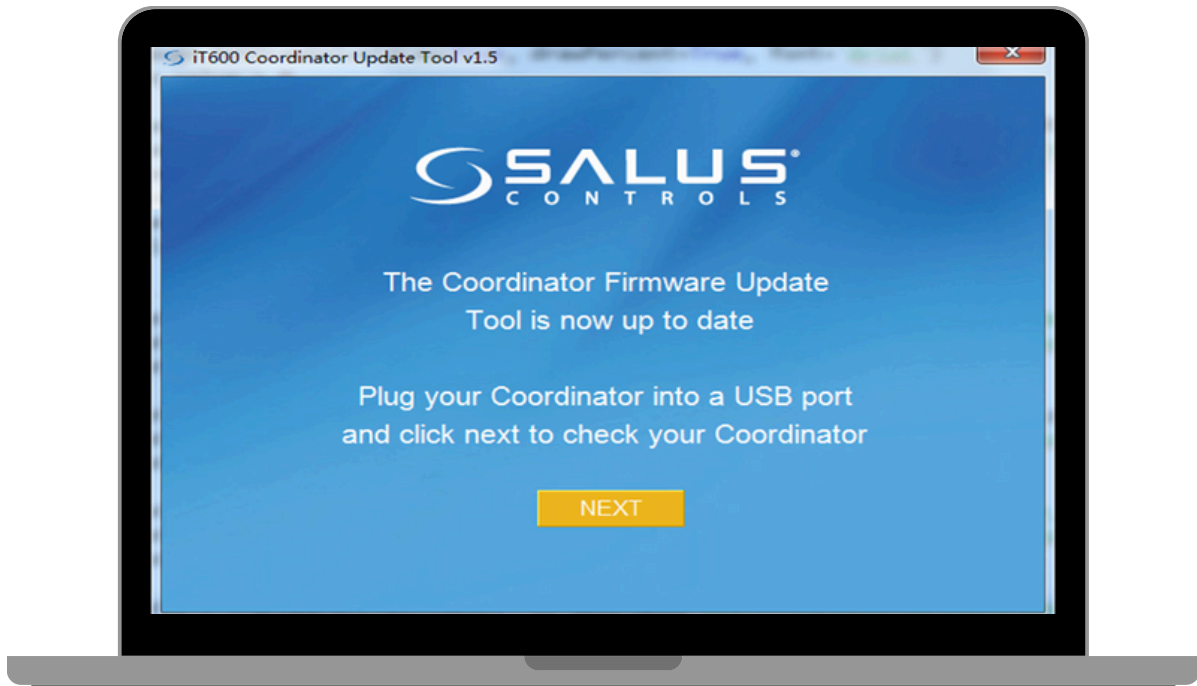 iT600 Coordinator Update Tool v1.5
SALUS®
CONTROLS
The Coordinator Firmware Update
Tool is now up to date
Plug your Coordinator into a USB port
and click next to check your Coordinator
NEXT